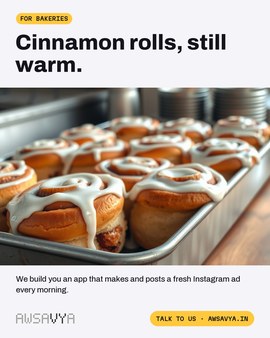 FOR BAKERIES
Cinnamon rolls, still
warm.
We build you an app that makes and posts a fresh Instagram ad
every morning.
AWSAVYA
TALK TO US · AWSAVYA.IN